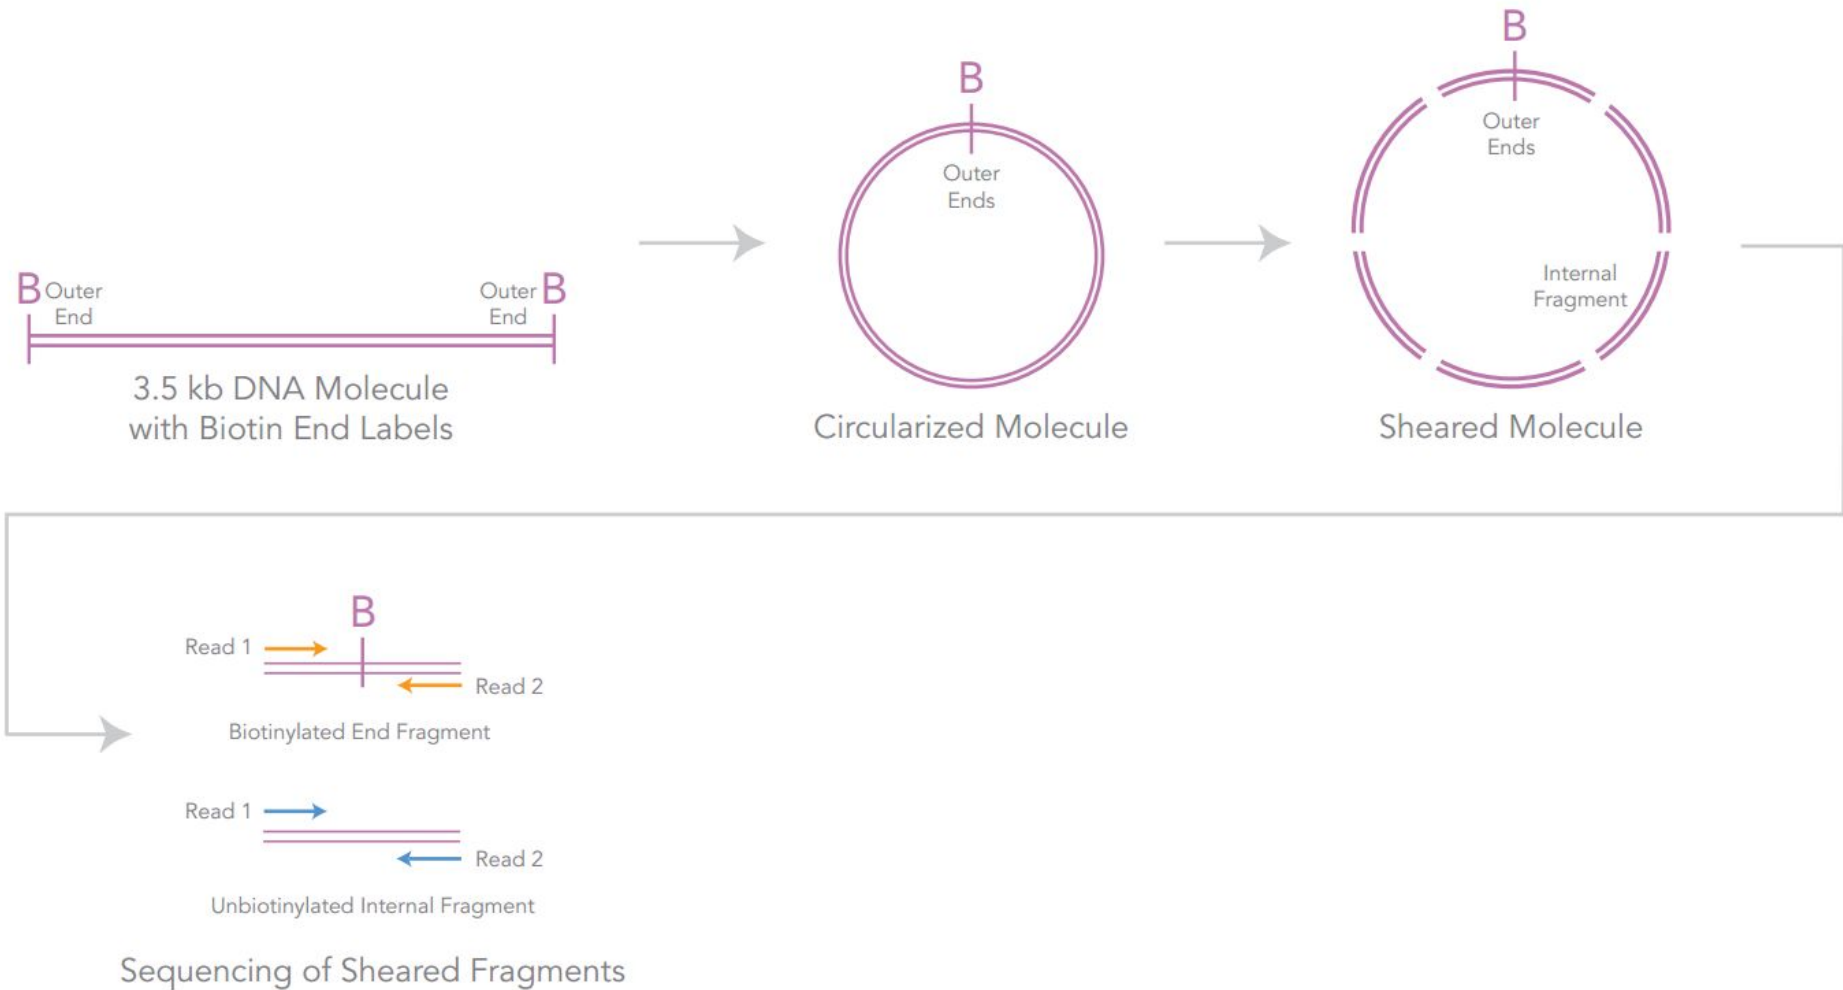 B Outer
End
Outer B
End
3.5 kb DNA Molecule
with Biotin End Labels
B
Outer
Ends
Circularized Molecule
B
Outer
Ends
Internal
Fragment
Sheared Molecule
B
Read 1
Read 2
Biotinylated End Fragment
Read 1
Read 2
Unbiotinylated Internal Fragment
Sequencing of Sheared Fragments